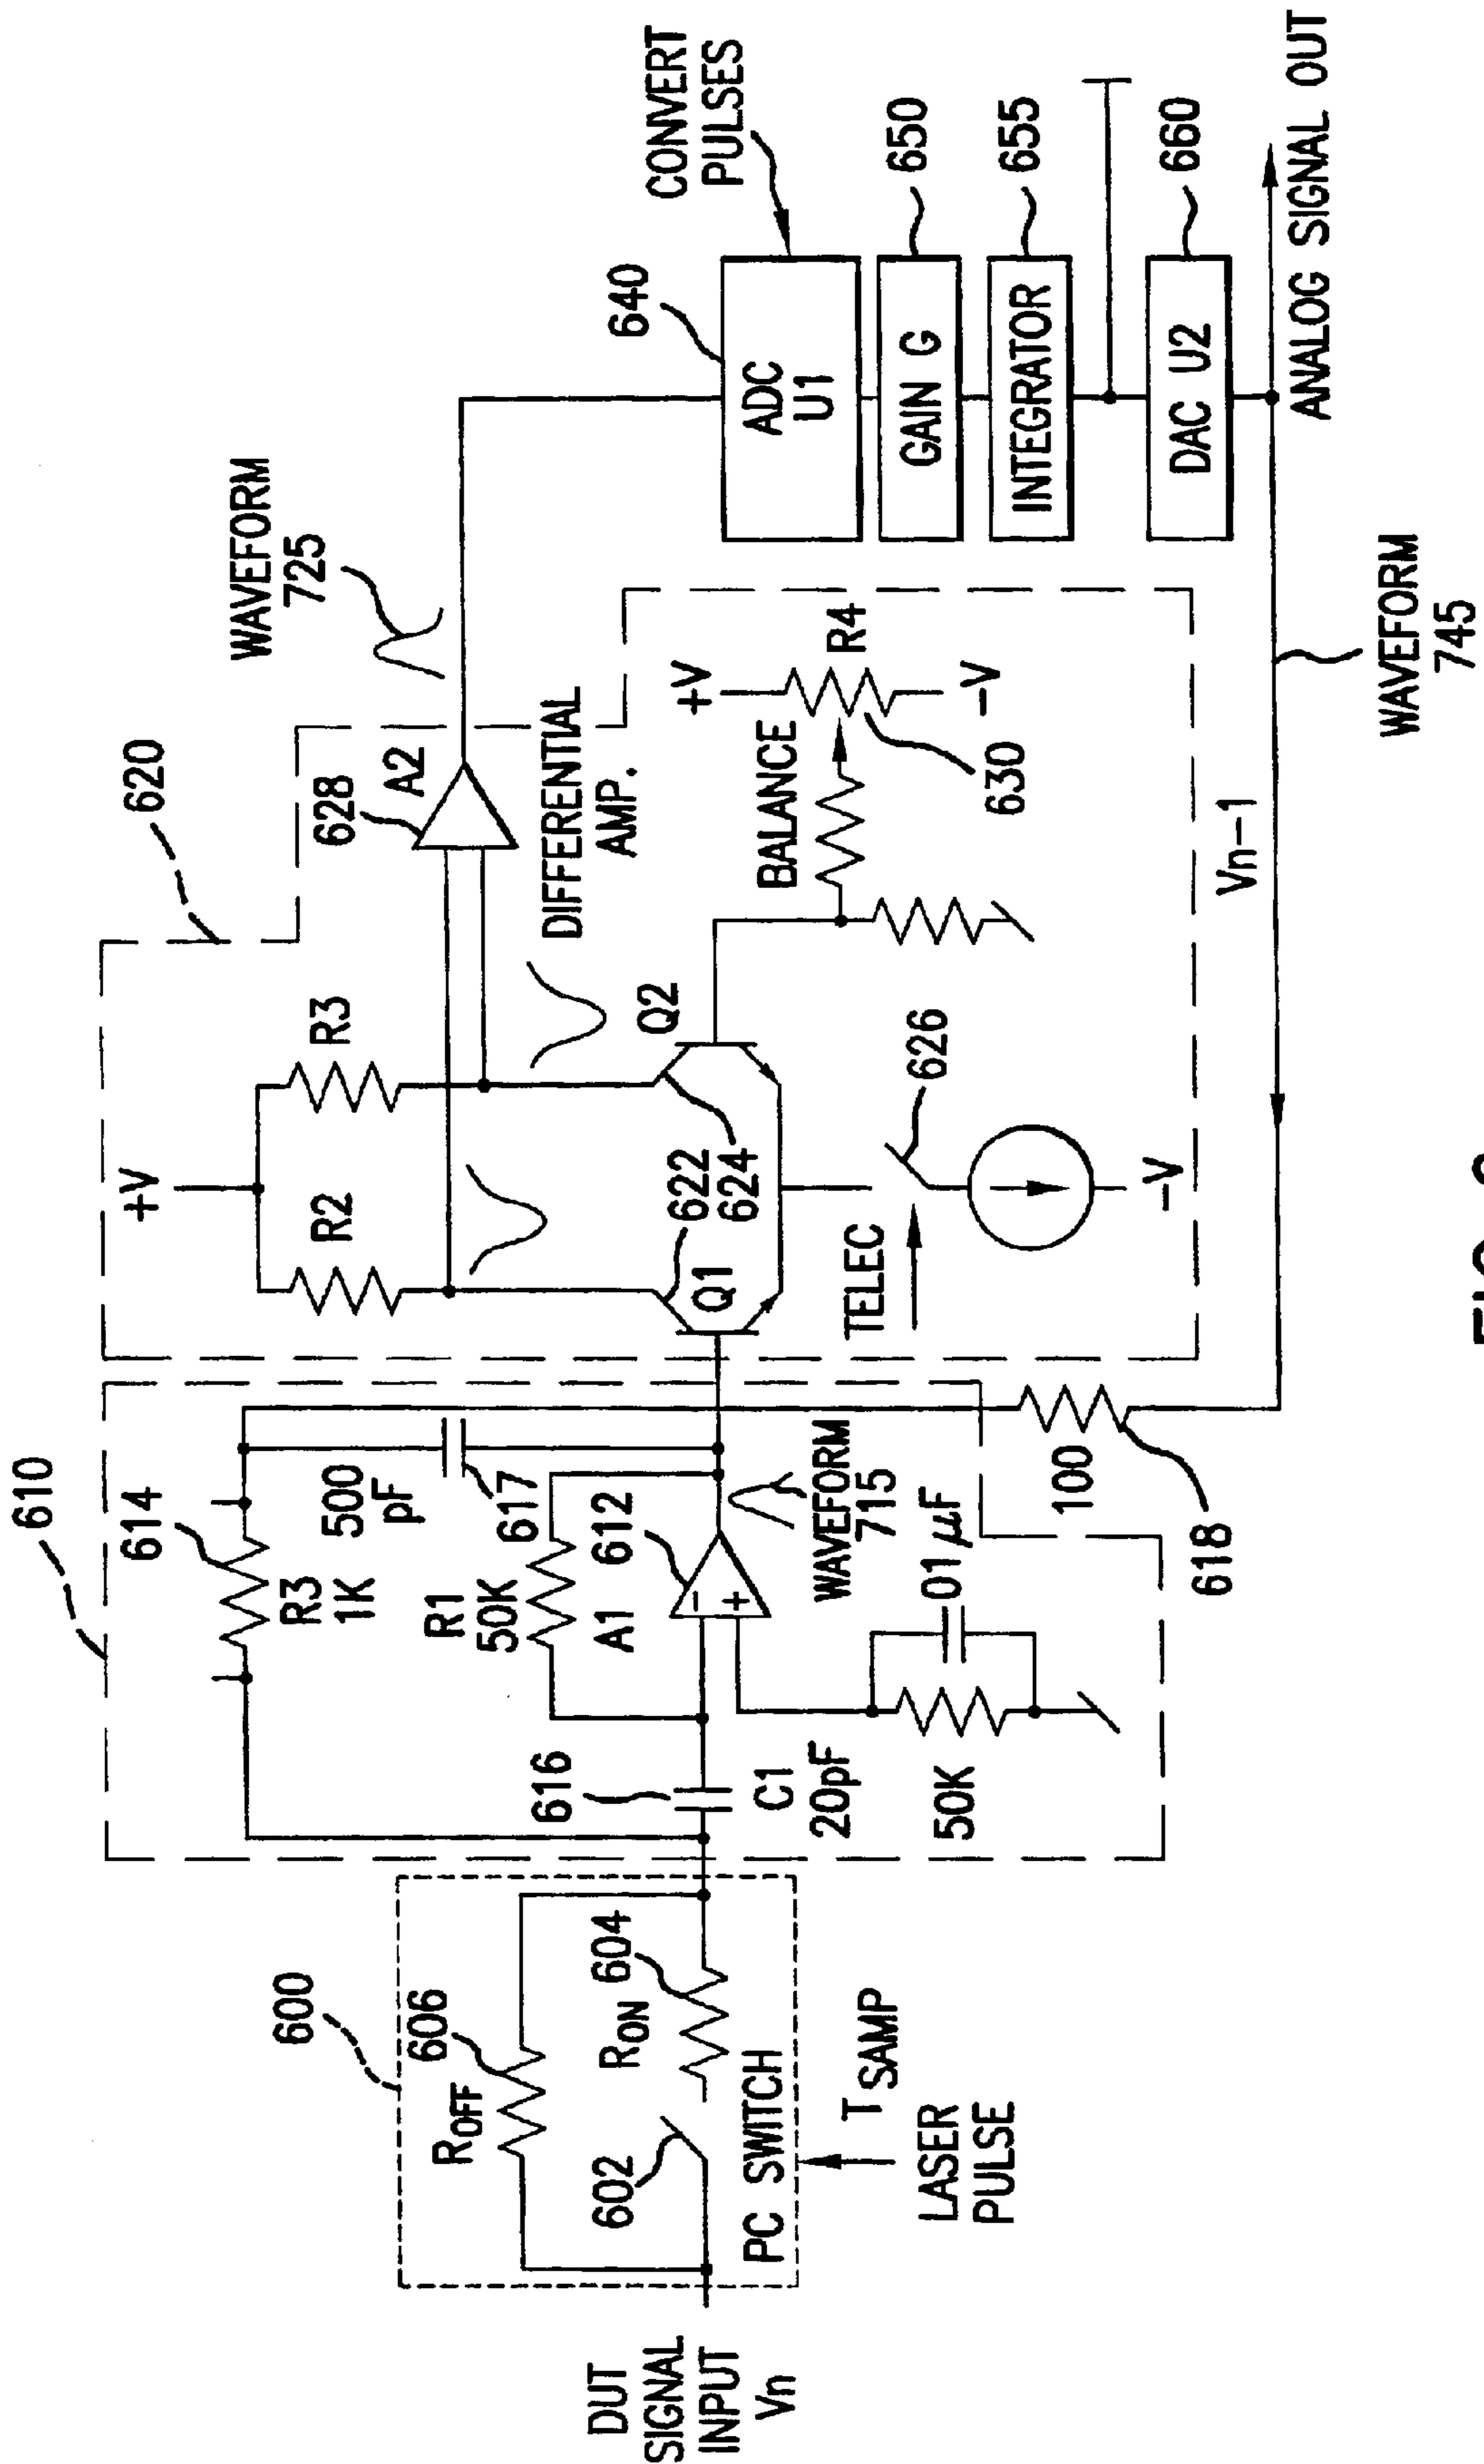 DUT
SIGNAL
INPUT
Vn
600
606
ROFF
602
RON
604
PC SWITCH
TSAMP
LASER
PULSE
610
614
R3
1K
500
pF
617
R1
50K
A1
612
616
C1
20pF
50K
01 µF
WAVEFORM
715
100
618
-
+
620
+V
R2
R3
Q1
622
624
Q2
TELEC
626
-V
628
A2
DIFFERENTIAL
AMP.
BALANCE
630
+V
R4
-V
WAVEFORM
725
640
CONVERT
PULSES
ADC
U1
GAIN G
650
INTEGRATOR
655
DAC U2
660
ANALOG SIGNAL OUT
Vn-1
WAVEFORM
745